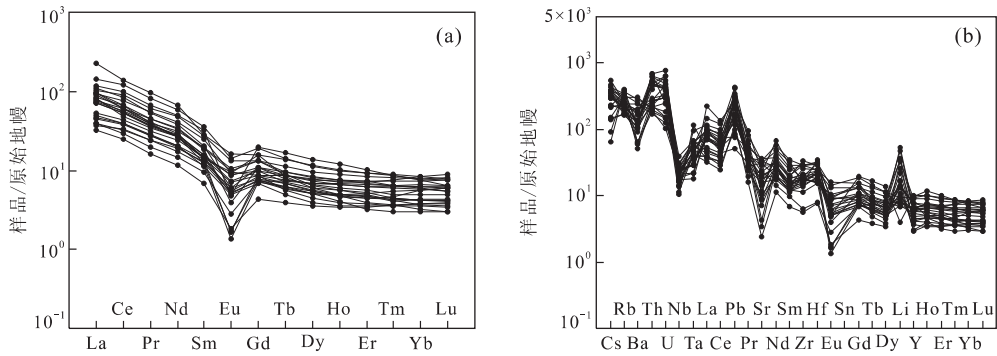 10³
10²
10¹
10⁰
10⁻¹
样品/原始地幔
(a)
Ce Nd Eu Tb Ho Tm Lu
La Pr Sm Gd Dy Er Yb
5×10³
10³
10²
10¹
10⁰
10⁻¹
样品/原始地幔
(b)
Rb Th Nb La Pb Sr Sm Hf Sn Tb Li Ho Tm Lu
Cs Ba U Ta Ce Pr Nd Zr Eu Gd Dy Y Er Yb